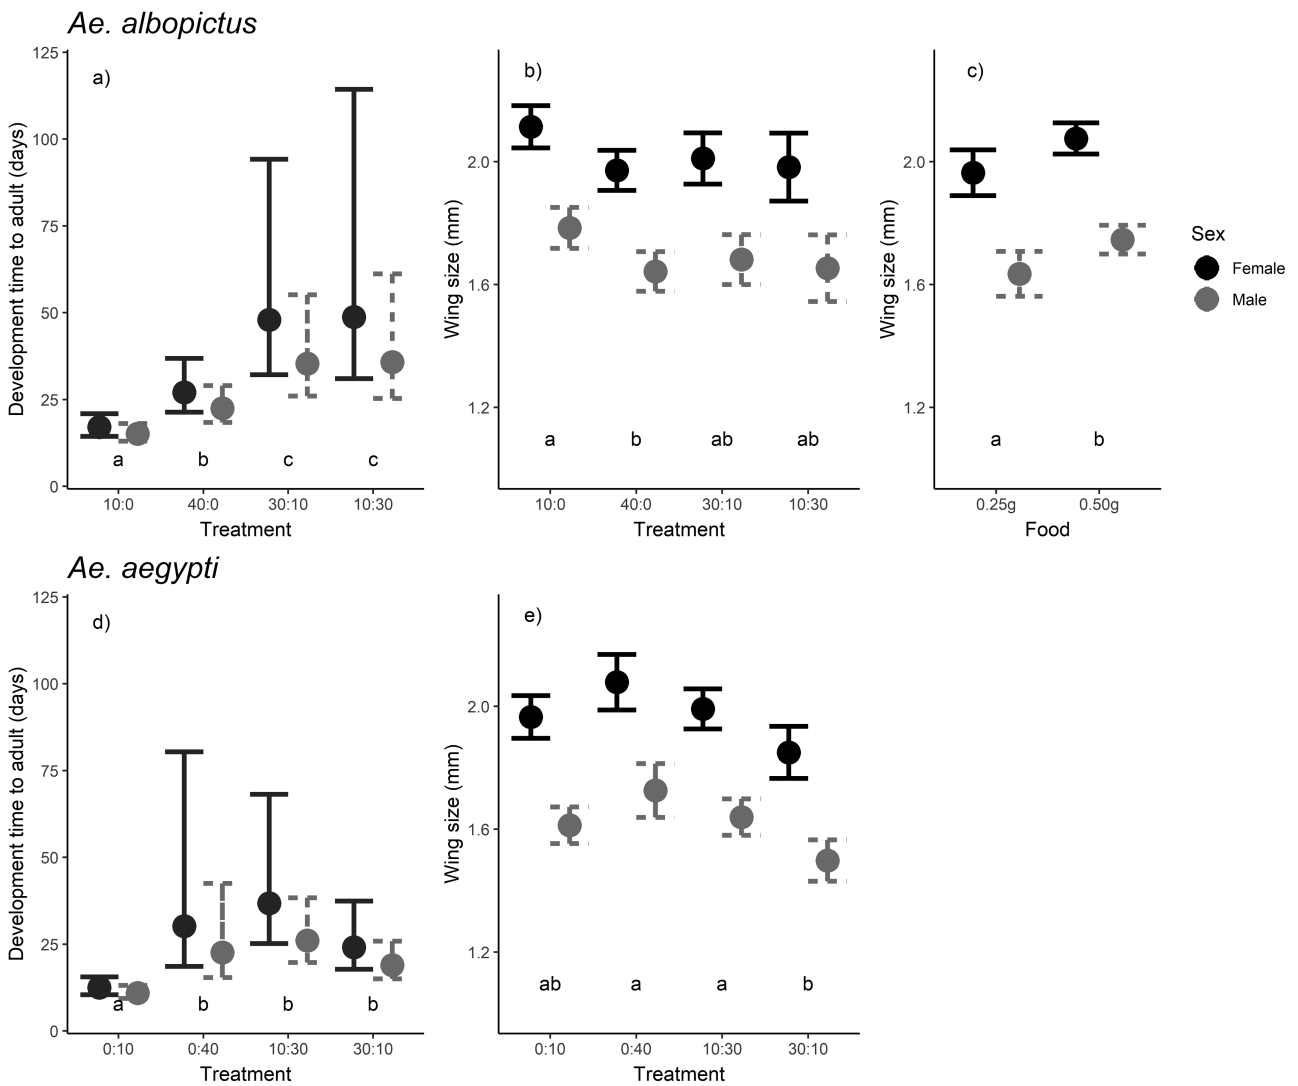 Ae. albopictus
a)
Development time to adult (days)
125
100
75
50
25
0
a b c c
10:0 40:0 30:10 10:30
Treatment
b)
Wing size (mm)
2.0
1.6
1.2
a b ab ab
10:0 40:0 30:10 10:30
Treatment
c)
Wing size (mm)
2.0
1.6
1.2
a b
0.25g 0.50g
Food
Sex
Female
Male
Ae. aegypti
d)
Development time to adult (days)
125
100
75
50
25
0
a b b b
0:10 0:40 10:30 30:10
Treatment
e)
Wing size (mm)
2.0
1.6
1.2
ab a a b
0:10 0:40 10:30 30:10
Treatment